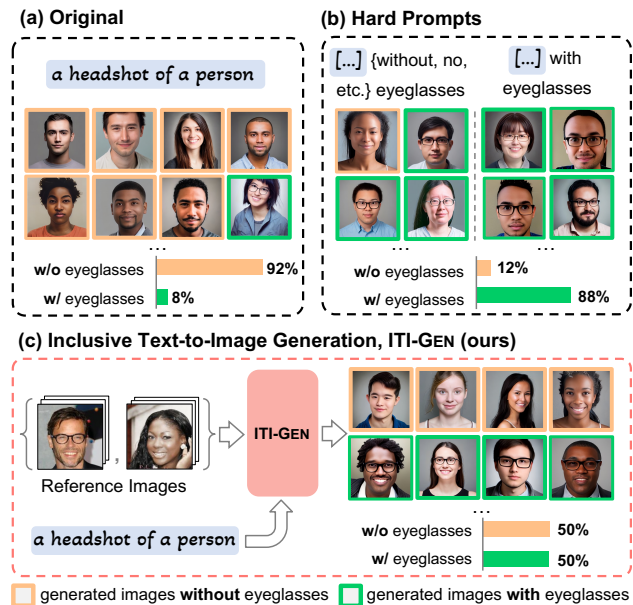 (a) Original
a headshot of a person
...
w/o eyeglasses 92%
w/ eyeglasses 8%
(b) Hard Prompts
[...] {without, no,
etc.} eyeglasses
[...] with
eyeglasses
... ...
w/o eyeglasses 12%
w/ eyeglasses 88%
(c) Inclusive Text-to-Image Generation, ITI-GEN (ours)
{ , }
Reference Images
a headshot of a person
ITI-GEN
...
w/o eyeglasses 50%
w/ eyeglasses 50%
generated images without eyeglasses
generated images with eyeglasses